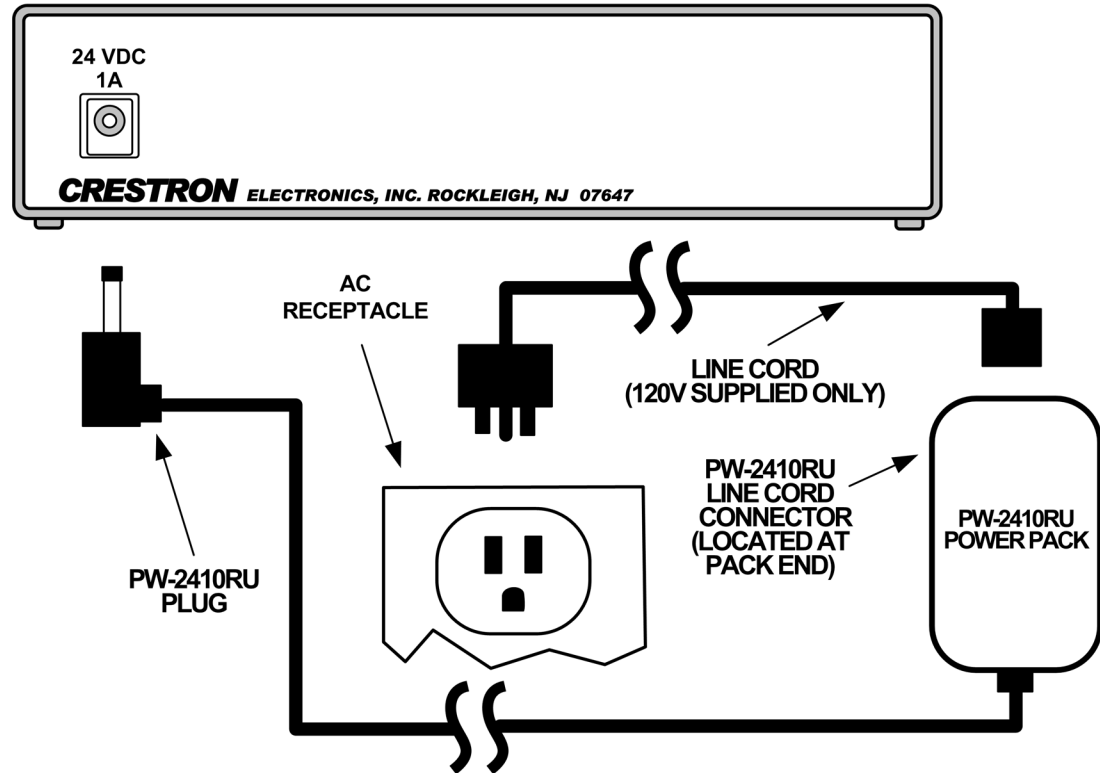 24 VDC
1A
CRESTRON ELECTRONICS, INC. ROCKLEIGH, NJ 07647
AC
RECEPTACLE
LINE CORD
(120V SUPPLIED ONLY)
PW-2410RU
LINE CORD
CONNECTOR
(LOCATED AT
PACK END)
PW-2410RU
POWER PACK
PW-2410RU
PLUG